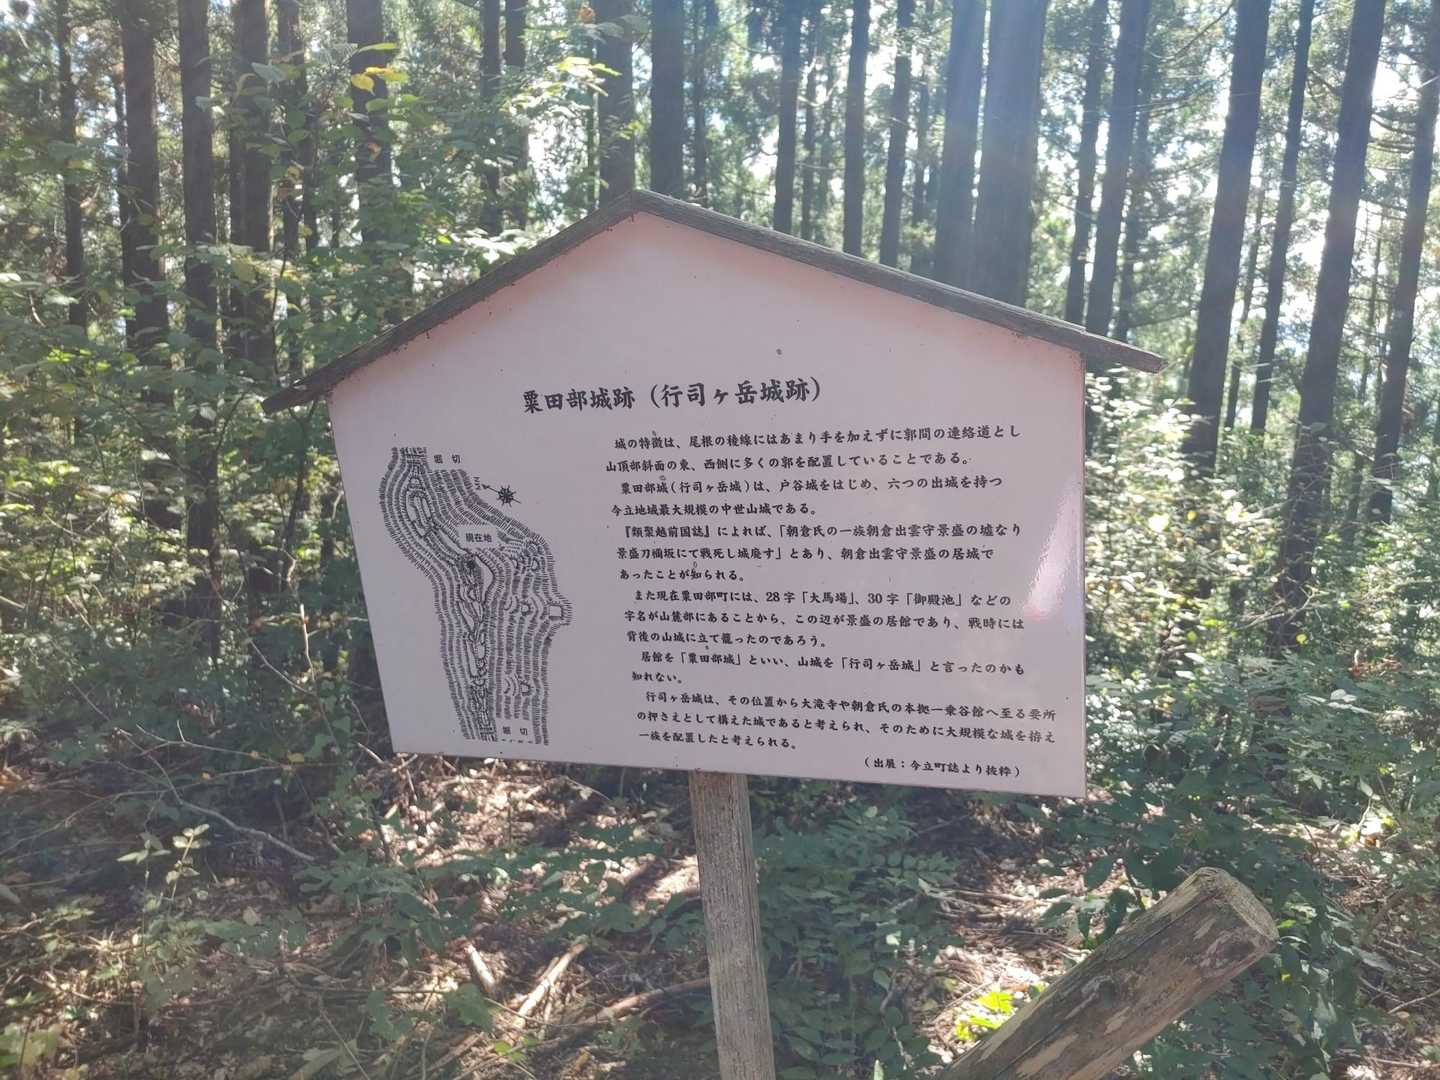 粟田部城跡（行司ヶ岳城跡）
城の特徴は、尾根の稜線にはあまり手を加えずに郭間の連絡道とし
山頂部斜面の東、西側に多くの郭を配置していることである。
粟田部城(行司ヶ岳城)は、戸谷城をはじめ、六つの出城を持つ
今立地域最大規模の中世山城である。
『類聚越前国誌』によれば、「朝倉氏の一族朝倉出雲守景盛の墟なり
景盛刀禰坂にて戦死し城廃す」とあり、朝倉出雲守景盛の居城で
あったことが知られる。
また現在粟田部町には、28字「大馬場」、30字「御殿池」などの
字名が山麓部にあることから、この辺が景盛の居館であり、戦時には
背後の山城に立て籠ったのであろう。
居館を「粟田部城」といい、山城を「行司ヶ岳城」と言ったのかも
知れない。
行司ヶ岳城は、その位置から大滝寺や朝倉氏の本拠一乗谷館へ至る要所
の押さえとして構えた城であると考えられ、そのために大規模な城を拵え
一族を配置したと考えられる。
（出展：今立町誌より抜粋）
堀切
現在地
堀切